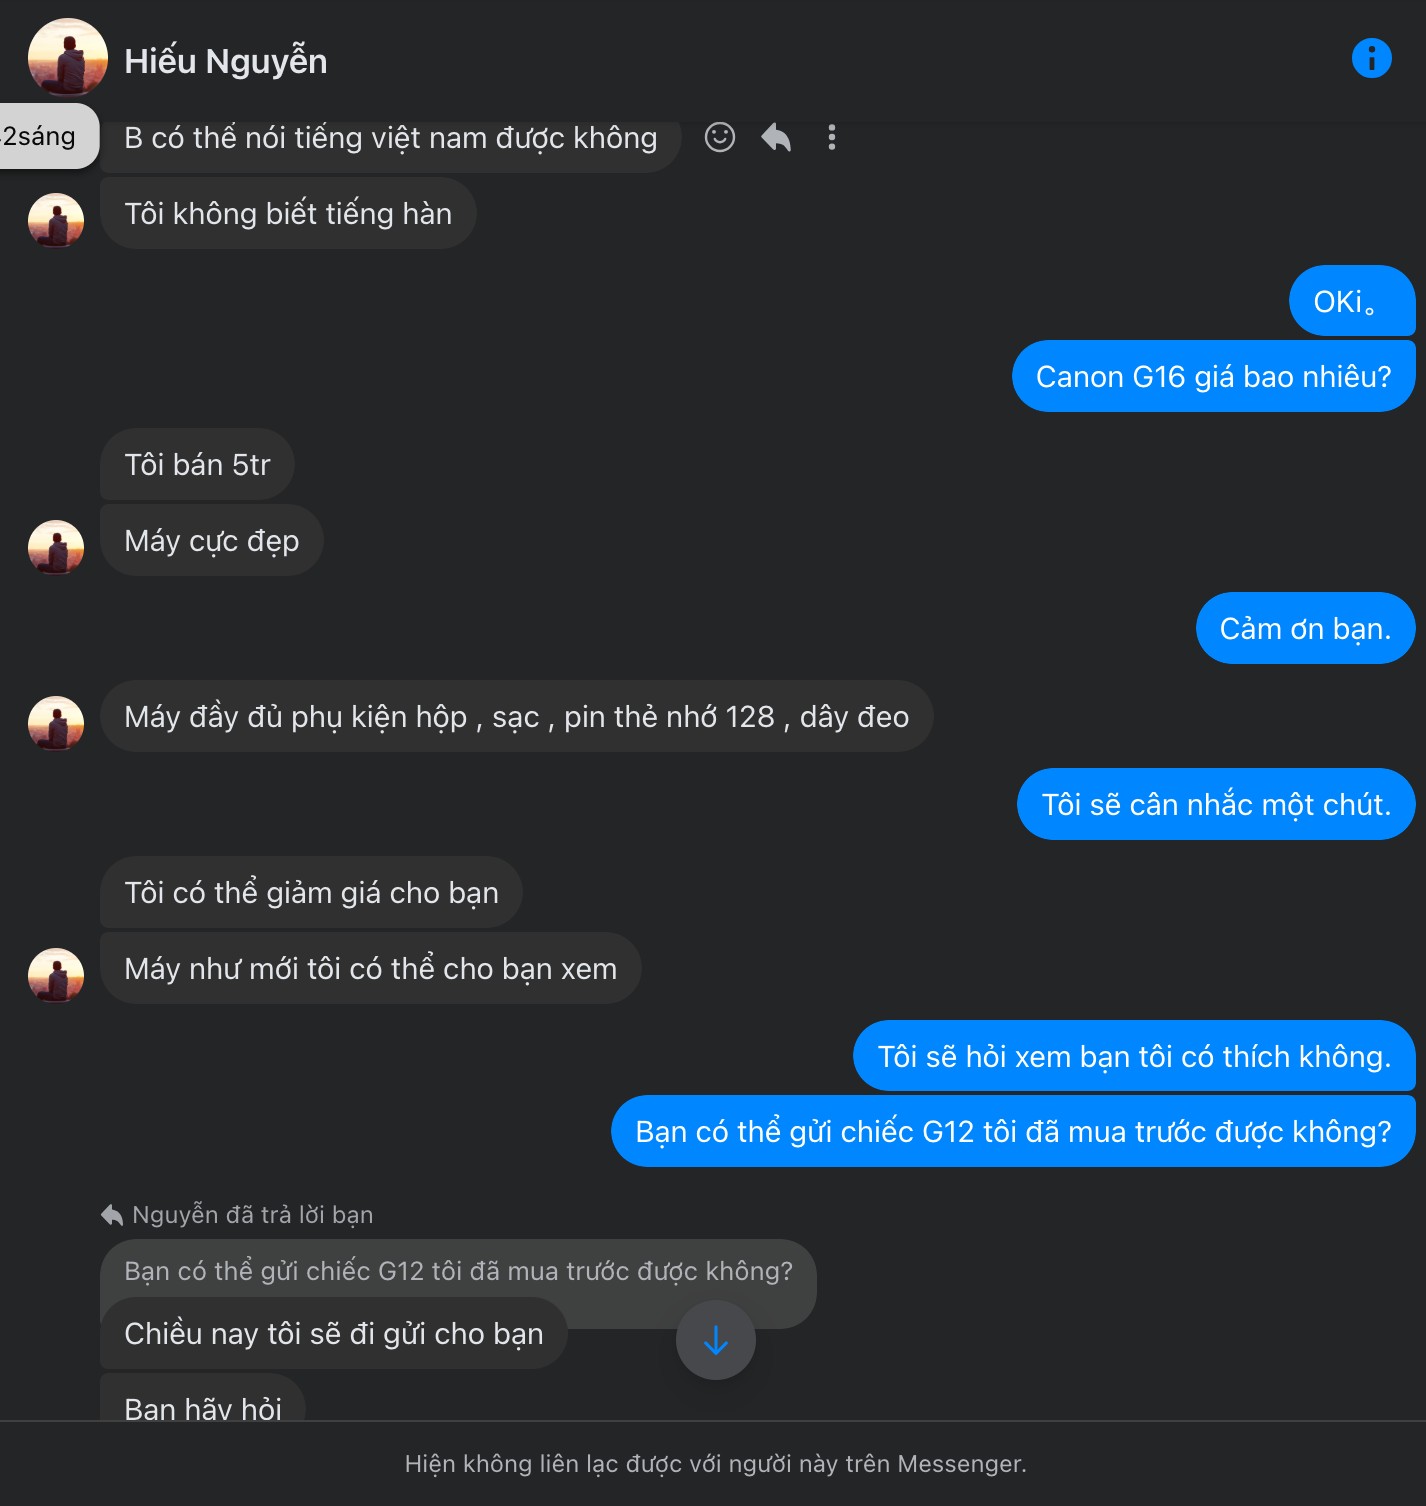 Hiếu Nguyễn
2sáng
B có thể nói tiếng việt nam được không
Tôi không biết tiếng hàn
OKi。
Canon G16 giá bao nhiêu?
Tôi bán 5tr
Máy cực đẹp
Cảm ơn bạn.
Máy đầy đủ phụ kiện hộp , sạc , pin thẻ nhớ 128 , dây đeo
Tôi sẽ cân nhắc một chút.
Tôi có thể giảm giá cho bạn
Máy như mới tôi có thể cho bạn xem
Tôi sẽ hỏi xem bạn tôi có thích không.
Bạn có thể gửi chiếc G12 tôi đã mua trước được không?
Nguyễn đã trả lời bạn
Bạn có thể gửi chiếc G12 tôi đã mua trước được không?
Chiều nay tôi sẽ đi gửi cho bạn
Bạn hãy hỏi
Hiện không liên lạc được với người này trên Messenger.